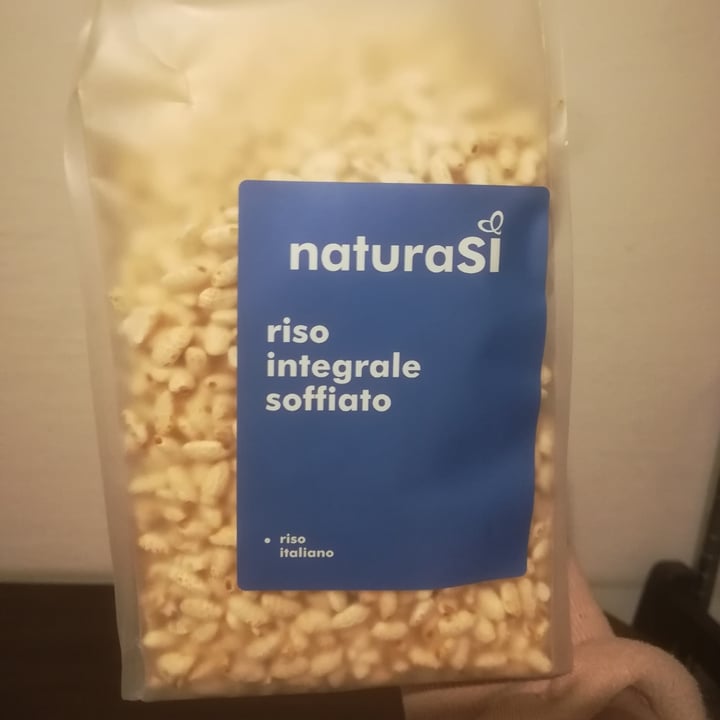 naturaSì
riso
integrale
soffiato
• riso
italiano